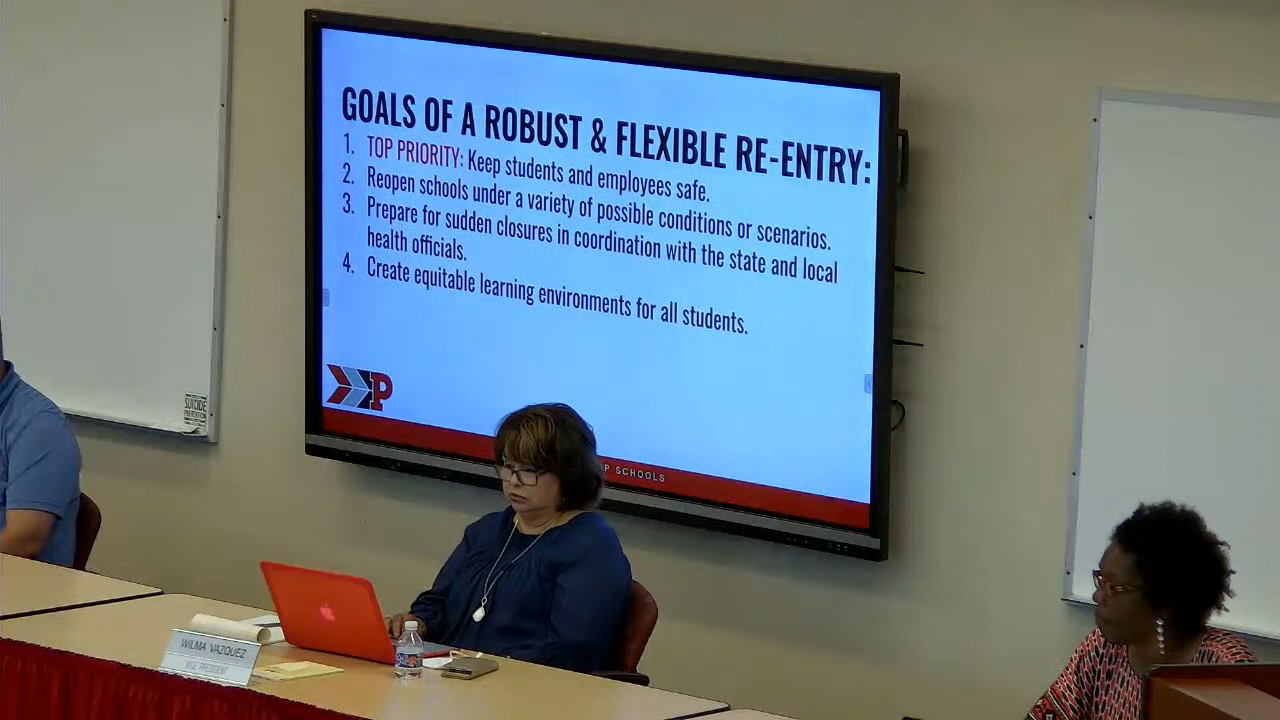 GOALS OF A ROBUST & FLEXIBLE RE-ENTRY:
1. TOP PRIORITY: Keep students and employees safe.
2. Reopen schools under a variety of possible conditions or scenarios.
3. Prepare for sudden closures in coordination with the state and local
health officials.
4. Create equitable learning environments for all students.
P
SCHOOLS
SUICIDE
PREVENTION
WILMA VAZQUEZ
VICE PRESIDENT